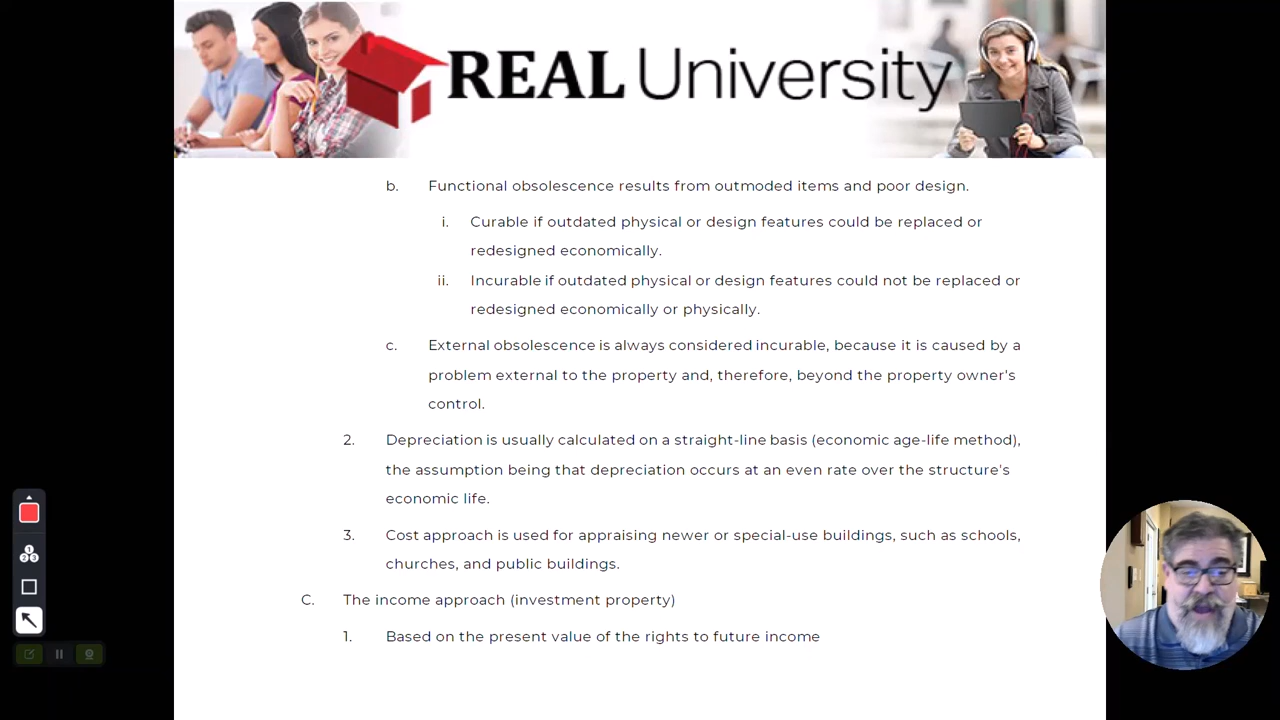 REAL University
b. Functional obsolescence results from outmoded items and poor design.
i. Curable if outdated physical or design features could be replaced or
redesigned economically.
ii. Incurable if outdated physical or design features could not be replaced or
redesigned economically or physically.
c. External obsolescence is always considered incurable, because it is caused by a
problem external to the property and, therefore, beyond the property owner's
control.
2. Depreciation is usually calculated on a straight-line basis (economic age-life method),
the assumption being that depreciation occurs at an even rate over the structure's
economic life.
3. Cost approach is used for appraising newer or special-use buildings, such as schools,
churches, and public buildings.
C. The income approach (investment property)
1. Based on the present value of the rights to future income